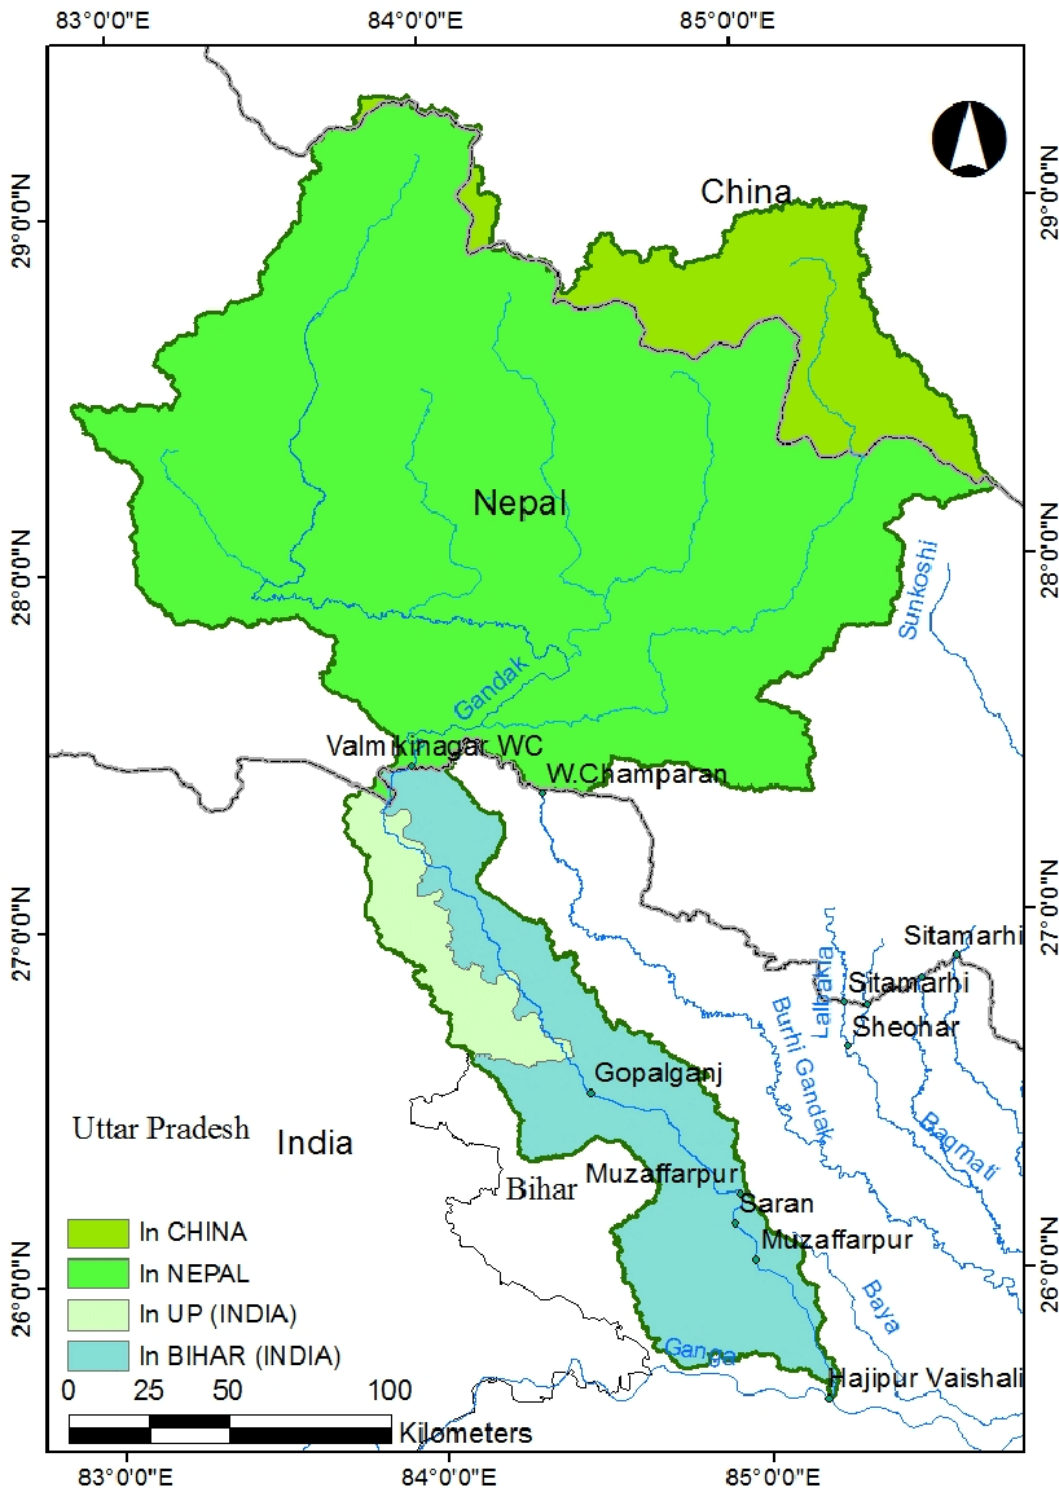 83°0'0"E 84°0'0"E 85°0'0"E
29°0'0"N
29°0'0"N
China
Nepal
28°0'0"N
28°0'0"N
Sunkoshi
Gandak
Valmikinagar WC
W.Champaran
27°0'0"N
27°0'0"N
Sitamarhi
Lalbakia
Sitamarhi
Sheohar
Burhi Gandak
Gopalganj
Bagmati
Uttar Pradesh
India
Bihar
Muzaffarpur
Saran
Muzaffarpur
26°0'0"N
26°0'0"N
Baya
Ganga
Hajipur Vaishali
In CHINA
In NEPAL
In UP (INDIA)
In BIHAR (INDIA)
0 25 50 100
Kilometers
83°0'0"E 84°0'0"E 85°0'0"E